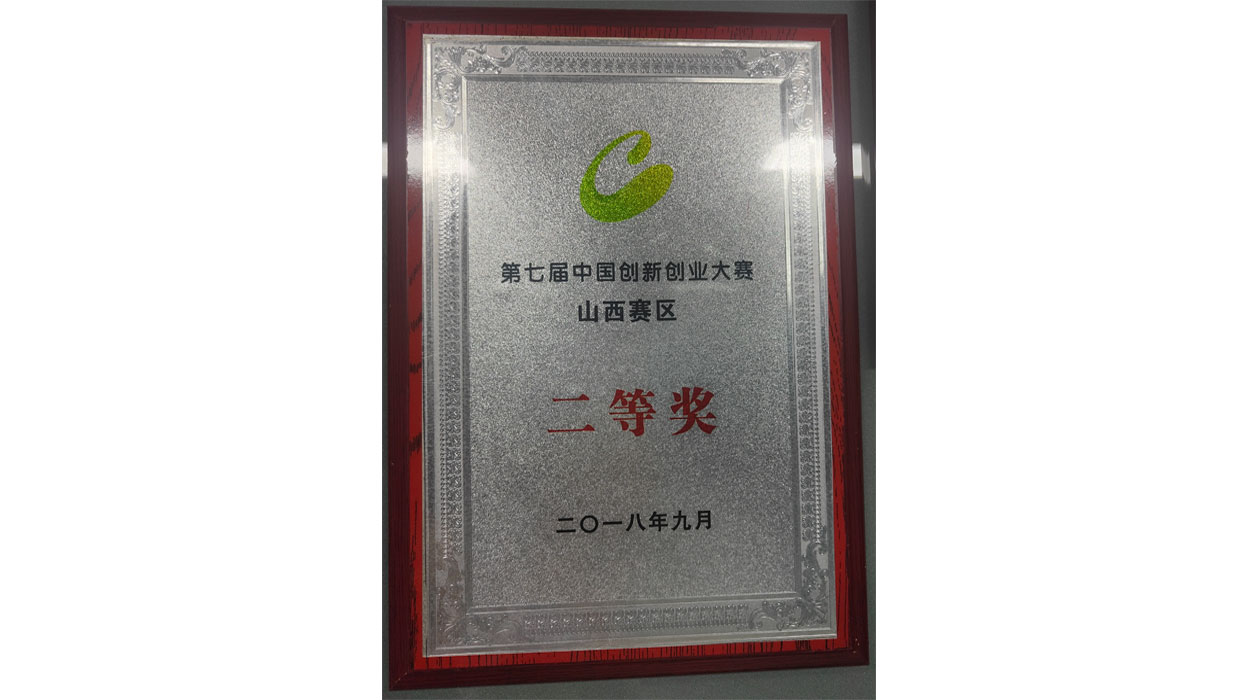 第七届中国创新创业大赛
山西赛区
二等奖
二〇一八年九月